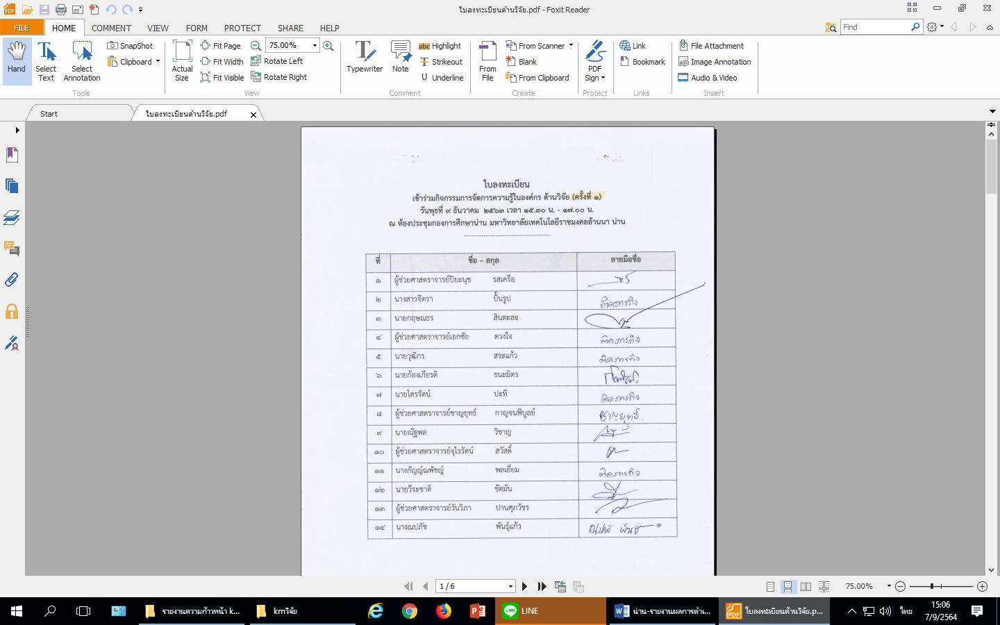 ใบลงทะเบียนด้านวิจัย.pdf - Foxit Reader
FILE HOME COMMENT VIEW FORM PROTECT SHARE HELP
Find
Hand
Select Text
Select Annotation
SnapShot
Clipboard
Tools
Actual Size
Fit Page
Fit Width
Fit Visible
75.00%
Rotate Left
Rotate Right
View
Typewriter
Note
Highlight
Strikeout
Underline
Comment
From File
From Scanner
Blank
From Clipboard
Create
PDF Sign
Protect
Link
Bookmark
Links
File Attachment
Image Annotation
Audio & Video
Insert
Start
ใบลงทะเบียนด้านวิจัย.pdf
ใบลงทะเบียน
เข้าร่วมกิจกรรมการจัดการความรู้ในองค์กร ด้านวิจัย (ครั้งที่ ๑)
วันพุธที่ ๙ ธันวาคม ๒๕๖๓ เวลา ๑๕.๓๐ น. - ๑๗.๐๐ น.
ณ ห้องประชุมกองการศึกษาน่าน มหาวิทยาลัยเทคโนโลยีราชมงคลล้านนา น่าน
ที่ ชื่อ – สกุล ลายมือชื่อ
๑ ผู้ช่วยศาสตราจารย์ปิยะนุช รสเครือ
๒ นางสาวจิตรา ปั้นรูป ติดภารกิจ
๓ นายกฤษณธร สินตะละ
๔ ผู้ช่วยศาสตราจารย์เอกชัย ดวงใจ ติดภารกิจ
๕ นายวุฒิกร สระแก้ว ติดภารกิจ
๖ นายก้องเกียรติ ธนะมิตร
๗ นายไตรรัตน์ ปะทิ ติดภารกิจ
๘ ผู้ช่วยศาสตราจารย์ชาญยุทธ์ กาญจนพิบูลย์ ชาญยุทธ์
๙ นายณัฐพล วิชาญ
๑๐ ผู้ช่วยศาสตราจารย์จุไรรัตน์ สวัสดิ์
๑๑ นางกัญญ์ณพัชญ์ พลเยี่ยม ติดภารกิจ
๑๒ นายวีระชาติ ขัดมัน
๑๓ ผู้ช่วยศาสตราจารย์วันวิภา ปานศุภวัชร
๑๔ นางณปภัช พันธุ์แก้ว
1 / 6
75.00%
รายงานความก้าวหน้า k...
kmวิจัย
LINE
น่าน-รายงานผลการดำเ...
ใบลงทะเบียนด้านวิจัย.p...
ไทย
15:06
7/9/2564